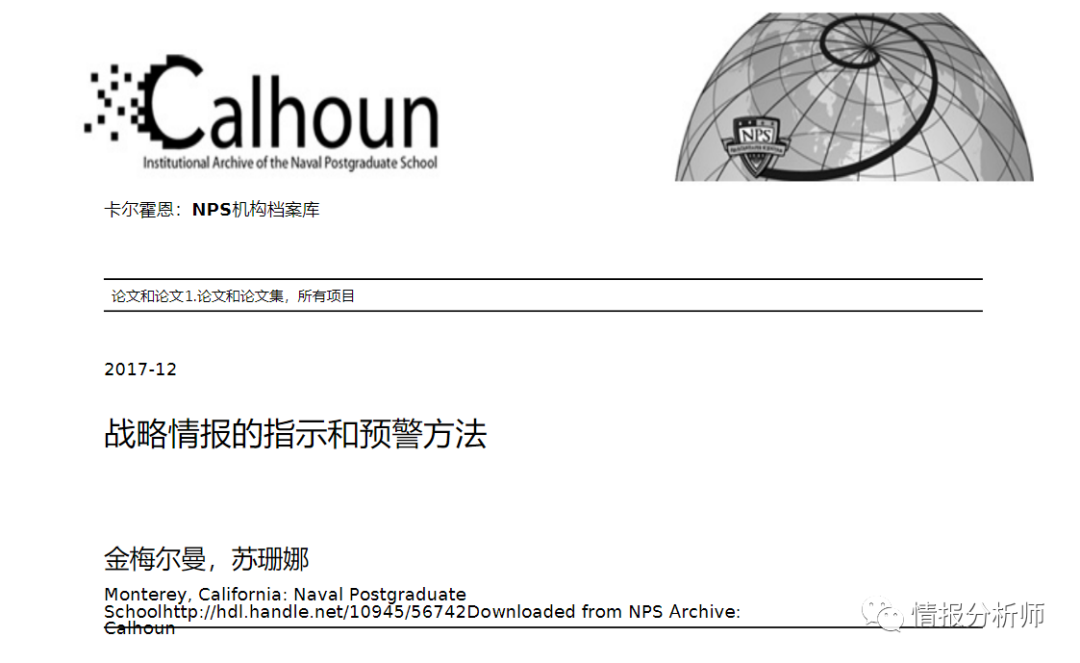 Calhoun
Institutional Archive of the Naval Postgraduate School
NPS
卡尔霍恩：NPS机构档案库
论文和论文1.论文和论文集，所有项目
2017-12
战略情报的指示和预警方法
金梅尔曼，苏珊娜
Monterey, California: Naval Postgraduate
Schoolhttp://hdl.handle.net/10945/56742Downloaded from NPS Archive:
Calhoun
情报分析师